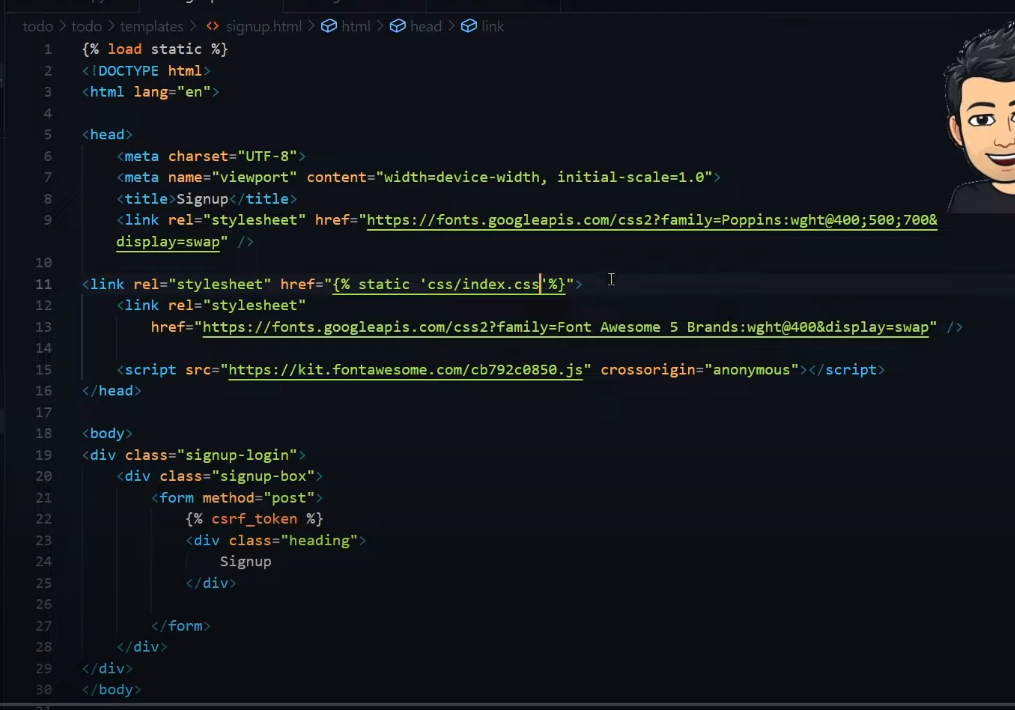 todo > todo > templates > <> signup.html > html > head > link
1 {% load static %}
2 <!DOCTYPE html>
3 <html lang="en">
4
5 <head>
6 <meta charset="UTF-8">
7 <meta name="viewport" content="width=device-width, initial-scale=1.0">
8 <title>Signup</title>
9 <link rel="stylesheet" href="https://fonts.googleapis.com/css2?family=Poppins:wght@400;500;700&
display=swap" />
10
11 <link rel="stylesheet" href="{% static 'css/index.css'%}">
12 <link rel="stylesheet"
13 href="https://fonts.googleapis.com/css2?family=Font Awesome 5 Brands:wght@400&display=swap" />
14
15 <script src="https://kit.fontawesome.com/cb792c0850.js" crossorigin="anonymous"></script>
16 </head>
17
18 <body>
19 <div class="signup-login">
20 <div class="signup-box">
21 <form method="post">
22 {% csrf_token %}
23 <div class="heading">
24 Signup
25 </div>
26
27 </form>
28 </div>
29 </div>
30 </body>